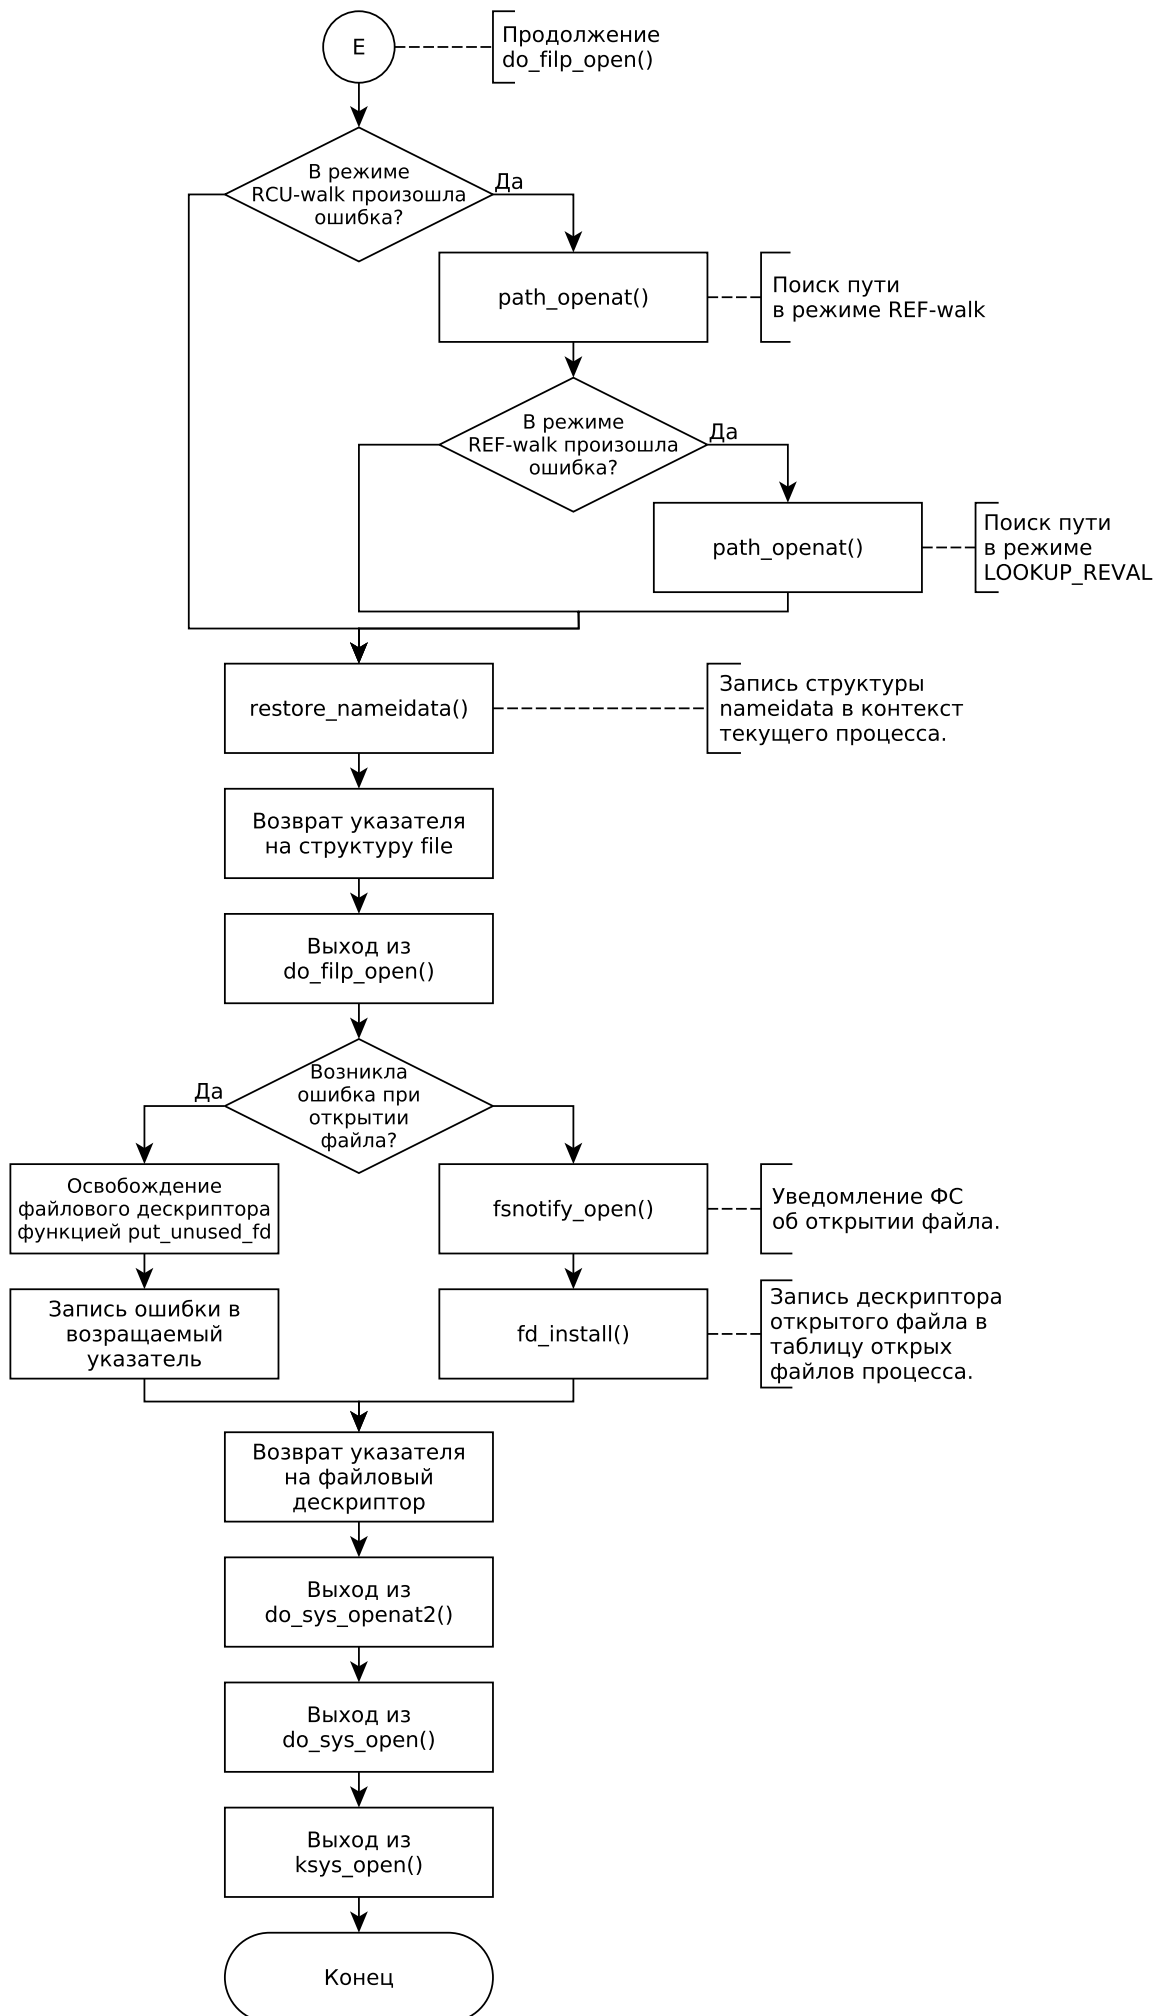 E
Продолжение
do_filp_open()
В режиме
RCU-walk произошла
ошибка?
Да
path_openat()
Поиск пути
в режиме REF-walk
В режиме
REF-walk произошла
ошибка?
Да
path_openat()
Поиск пути
в режиме
LOOKUP_REVAL
restore_nameidata()
Запись структуры
nameidata в контекст
текущего процесса.
Возврат указателя
на структуру file
Выход из
do_filp_open()
Возникла
ошибка при
открытии
файла?
Да
Освобождение
файлового дескриптора
функцией put_unused_fd
fsnotify_open()
Уведомление ФС
об открытии файла.
Запись ошибки в
возращаемый
указатель
fd_install()
Запись дескриптора
открытого файла в
таблицу открых
файлов процесса.
Возврат указателя
на файловый
дескриптор
Выход из
do_sys_openat2()
Выход из
do_sys_open()
Выход из
ksys_open()
Конец